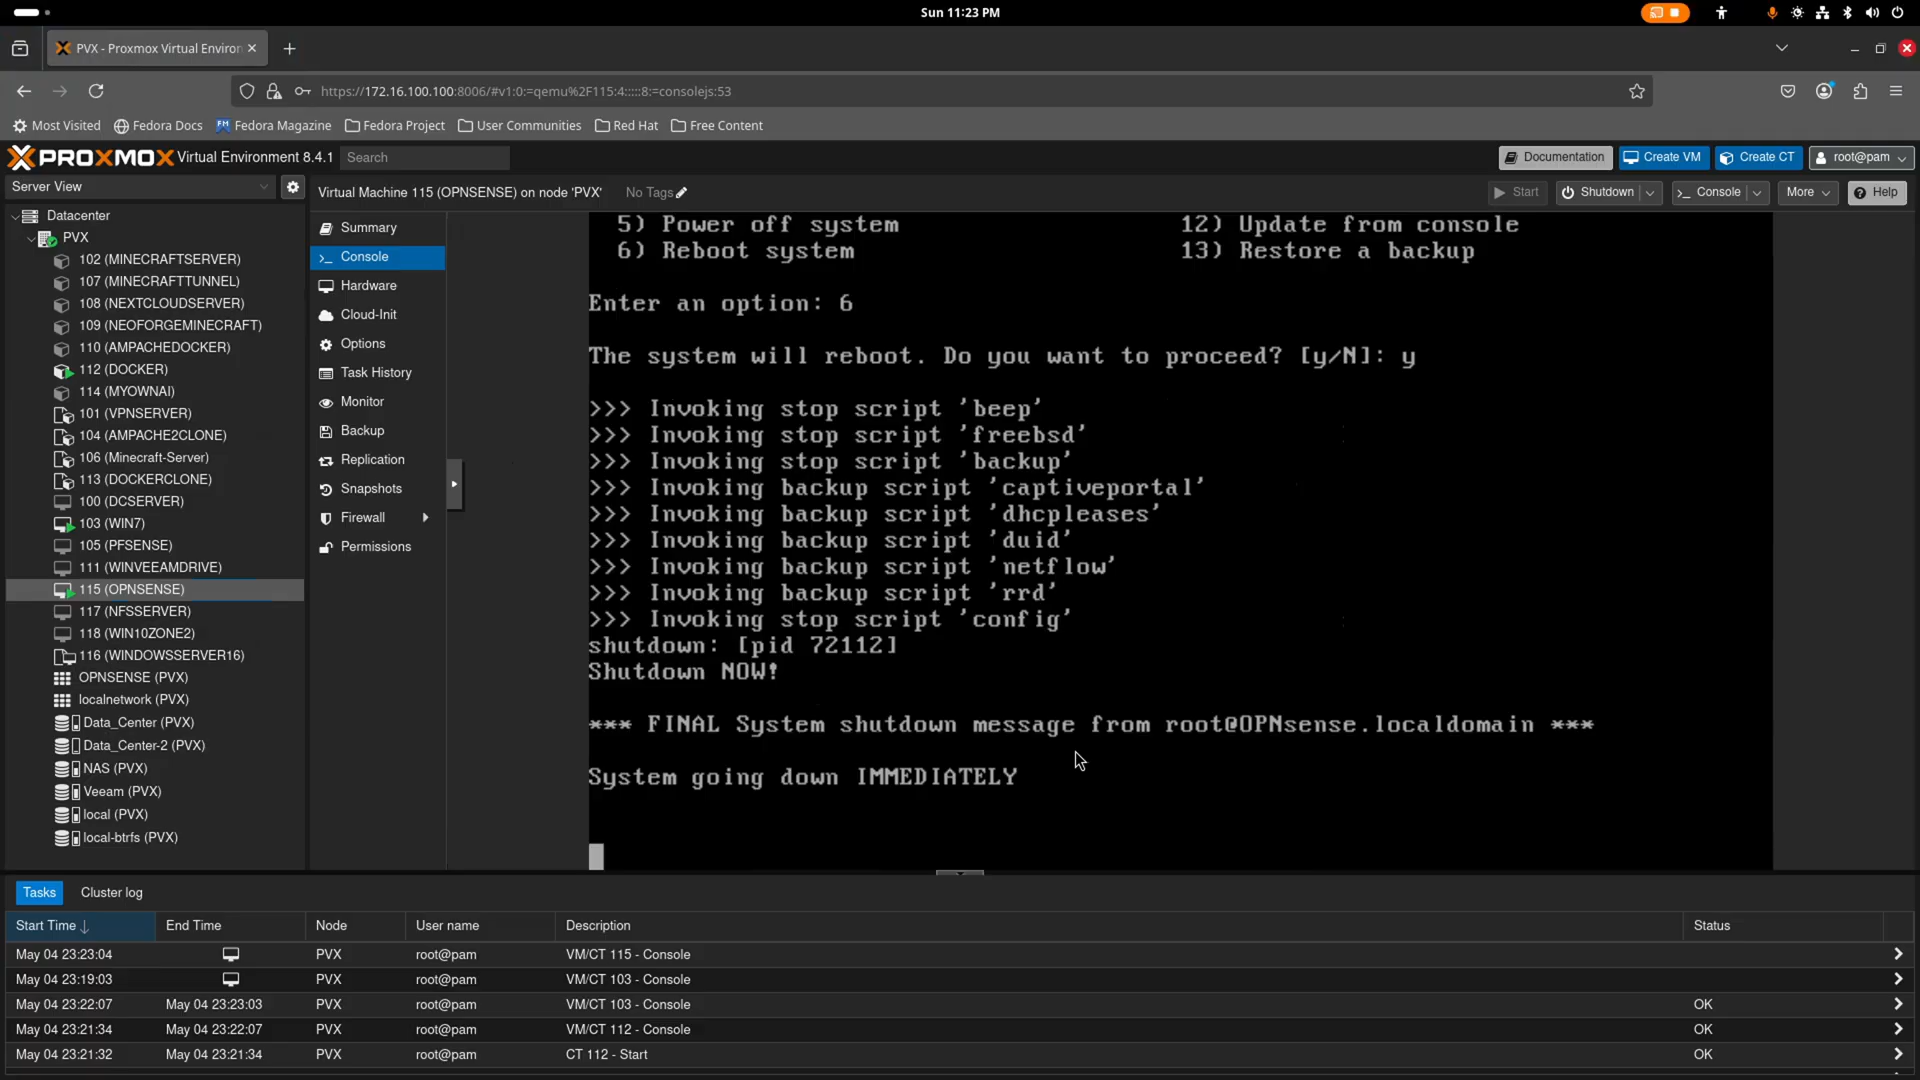 Sun 11:23 PM
PVX - Proxmox Virtual Environ
https://172.16.100.100:8006/#v1:0:=qemu%2F115:4:::::8:=consolejs:53
Most Visited Fedora Docs Fedora Magazine Fedora Project User Communities Red Hat Free Content
PROXMOX Virtual Environment 8.4.1 Search Documentation Create VM Create CT root@pam
Server View Virtual Machine 115 (OPNSENSE) on node 'PVX' No Tags Start Shutdown Console More Help
Datacenter
PVX
102 (MINECRAFTSERVER)
107 (MINECRAFTTUNNEL)
108 (NEXTCLOUDSERVER)
109 (NEOFORGEMINECRAFT)
110 (AMPACHEDOCKER)
112 (DOCKER)
114 (MYOWNAI)
101 (VPNSERVER)
104 (AMPACHE2CLONE)
106 (Minecraft-Server)
113 (DOCKERCLONE)
100 (DCSERVER)
103 (WIN7)
105 (PFSENSE)
111 (WINVEEAMDRIVE)
115 (OPNSENSE)
117 (NFSSERVER)
118 (WIN10ZONE2)
116 (WINDOWSSERVER16)
OPNSENSE (PVX)
localnetwork (PVX)
Data_Center (PVX)
Data_Center-2 (PVX)
NAS (PVX)
Veeam (PVX)
local (PVX)
local-btrfs (PVX)
Summary
Console
Hardware
Cloud-Init
Options
Task History
Monitor
Backup
Replication
Snapshots
Firewall
Permissions
5) Power off system 12) Update from console
6) Reboot system 13) Restore a backup
Enter an option: 6
The system will reboot. Do you want to proceed? [y/N]: y
>>> Invoking stop script 'beep'
>>> Invoking stop script 'freebsd'
>>> Invoking stop script 'backup'
>>> Invoking backup script 'captiveportal'
>>> Invoking backup script 'dhcpleases'
>>> Invoking backup script 'duid'
>>> Invoking backup script 'netflow'
>>> Invoking backup script 'rrd'
>>> Invoking stop script 'config'
shutdown: [pid 72112]
Shutdown NOW!
*** FINAL System shutdown message from root@OPNsense.localdomain ***
System going down IMMEDIATELY
Tasks Cluster log
Start Time End Time Node User name Description Status
May 04 23:23:04 PVX root@pam VM/CT 115 - Console
May 04 23:19:03 PVX root@pam VM/CT 103 - Console
May 04 23:22:07 May 04 23:23:03 PVX root@pam VM/CT 103 - Console OK
May 04 23:21:34 May 04 23:22:07 PVX root@pam VM/CT 112 - Console OK
May 04 23:21:32 May 04 23:21:34 PVX root@pam CT 112 - Start OK